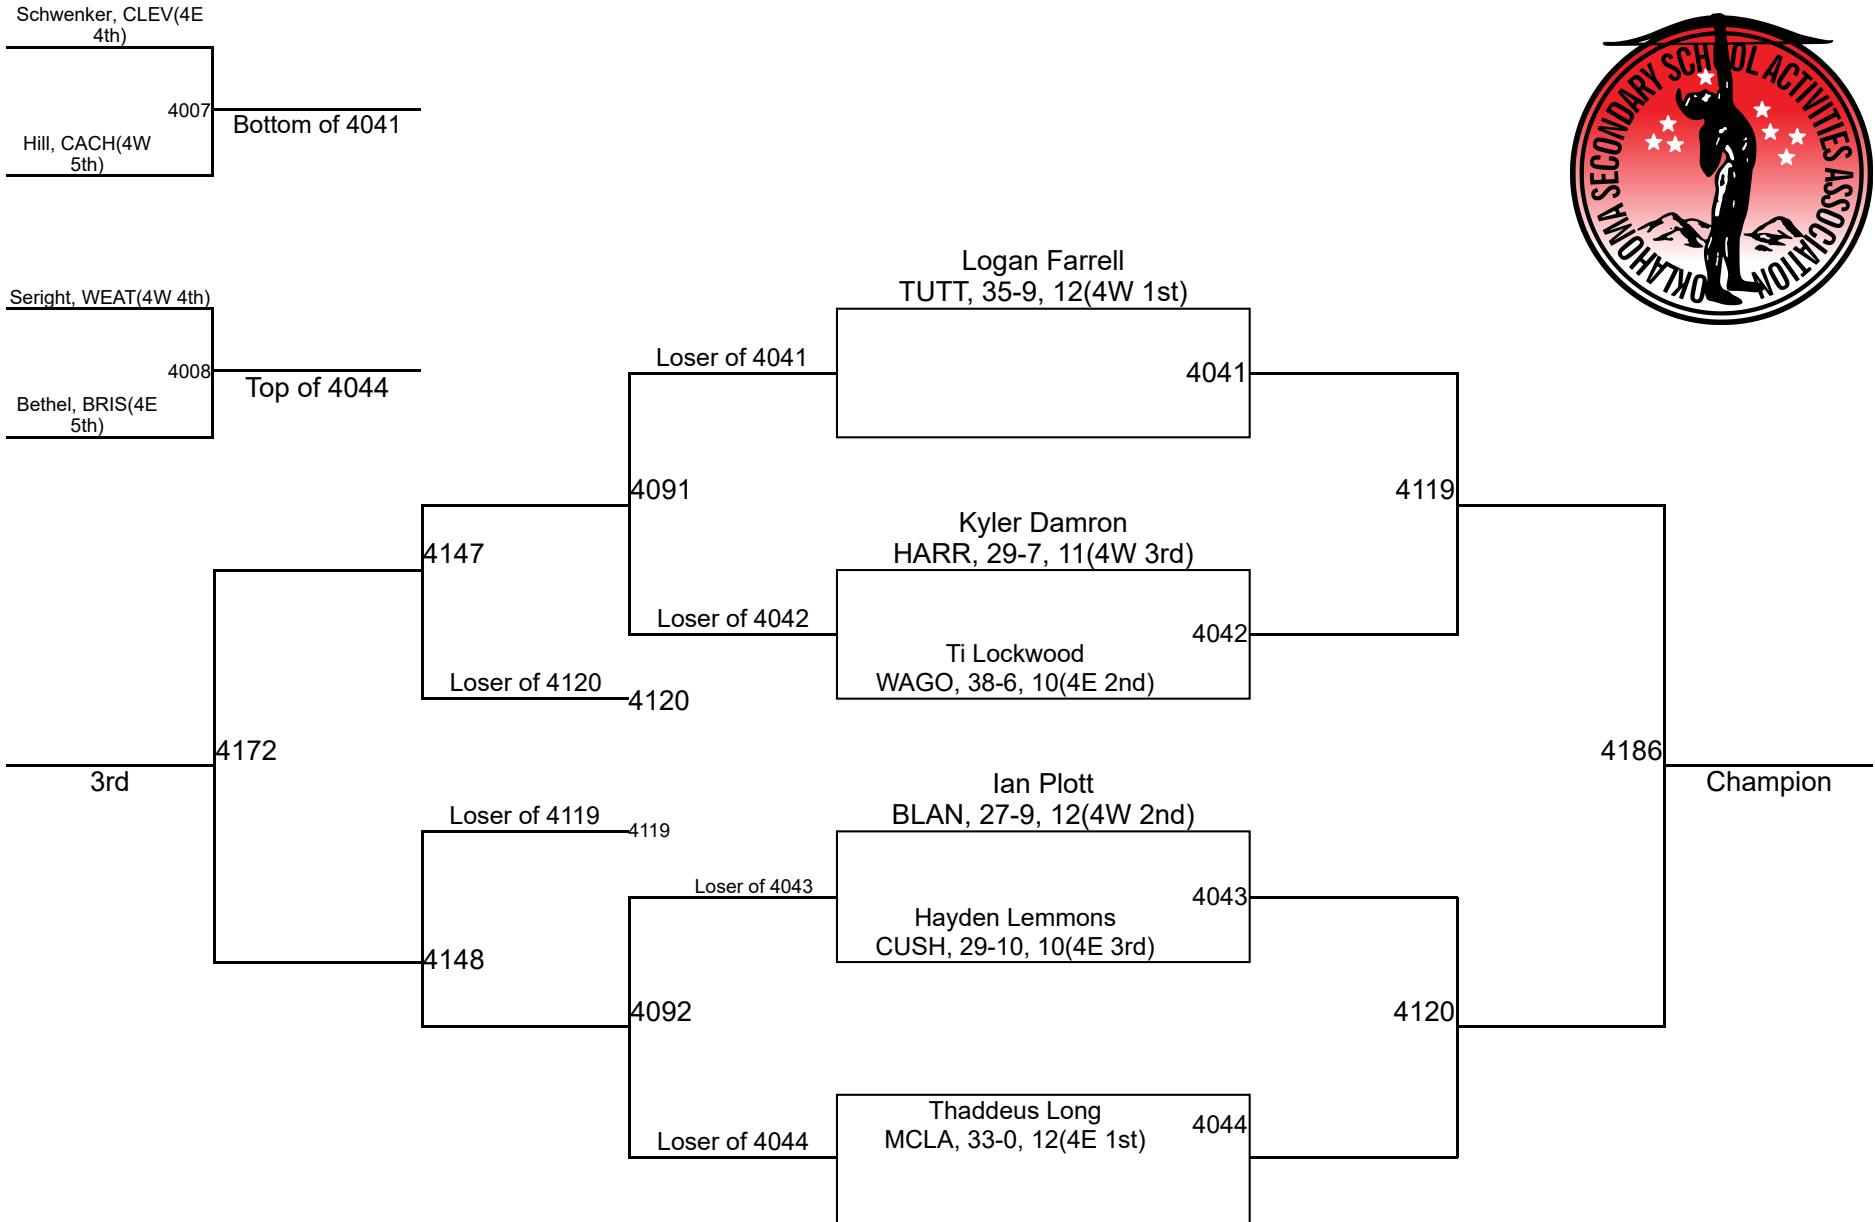 Schwenker, CLEV(4E
4th)
4007
Bottom of 4041
Hill, CACH(4W
5th)
OKLAHOMA SECONDARY SCHOOL ACTIVITIES ASSOCIATION
Seright, WEAT(4W 4th)
4008
Top of 4044
Bethel, BRIS(4E
5th)
Logan Farrell
TUTT, 35-9, 12(4W 1st)
Loser of 4041
4041
4091
4119
Kyler Damron
HARR, 29-7, 11(4W 3rd)
4147
Loser of 4042
4042
Ti Lockwood
WAGO, 38-6, 10(4E 2nd)
Loser of 4120
4120
4172
3rd
4186
Champion
Ian Plott
BLAN, 27-9, 12(4W 2nd)
Loser of 4119
4119
Loser of 4043
4043
Hayden Lemmons
CUSH, 29-10, 10(4E 3rd)
4148
4092
4120
Thaddeus Long
MCLA, 33-0, 12(4E 1st)
4044
Loser of 4044